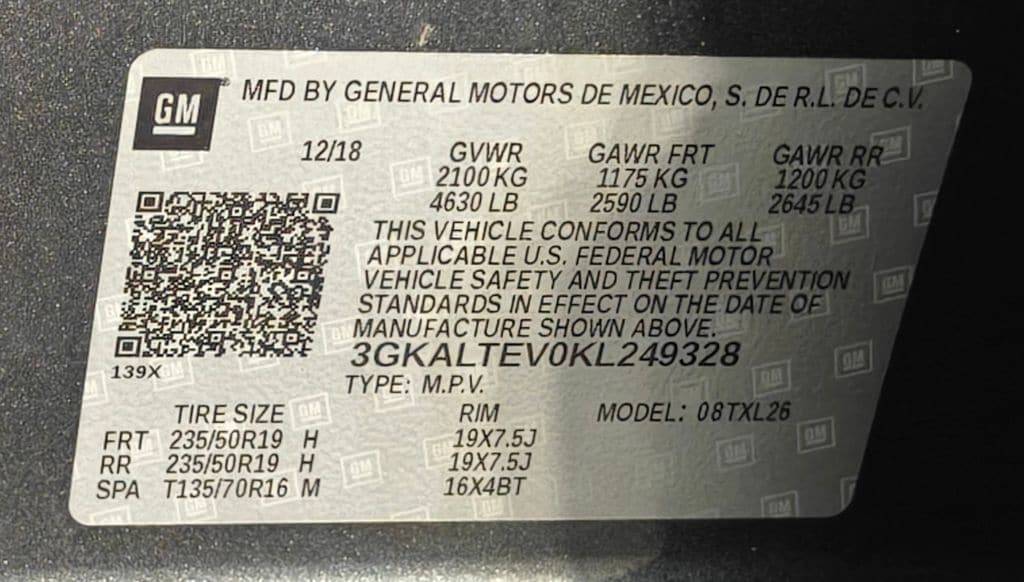 GM® MFD BY GENERAL MOTORS DE MEXICO, S. DE R.L. DE C.V.
12/18 GVWR GAWR FRT GAWR RR
2100 KG 1175 KG 1200 KG
4630 LB 2590 LB 2645 LB
THIS VEHICLE CONFORMS TO ALL
APPLICABLE U.S. FEDERAL MOTOR
VEHICLE SAFETY AND THEFT PREVENTION
STANDARDS IN EFFECT ON THE DATE OF
MANUFACTURE SHOWN ABOVE.
3GKALTEV0KL249328
139X
TYPE: M.P.V.
TIRE SIZE RIM MODEL: 08TXL26
FRT 235/50R19 H 19X7.5J
RR 235/50R19 H 19X7.5J
SPA T135/70R16 M 16X4BT